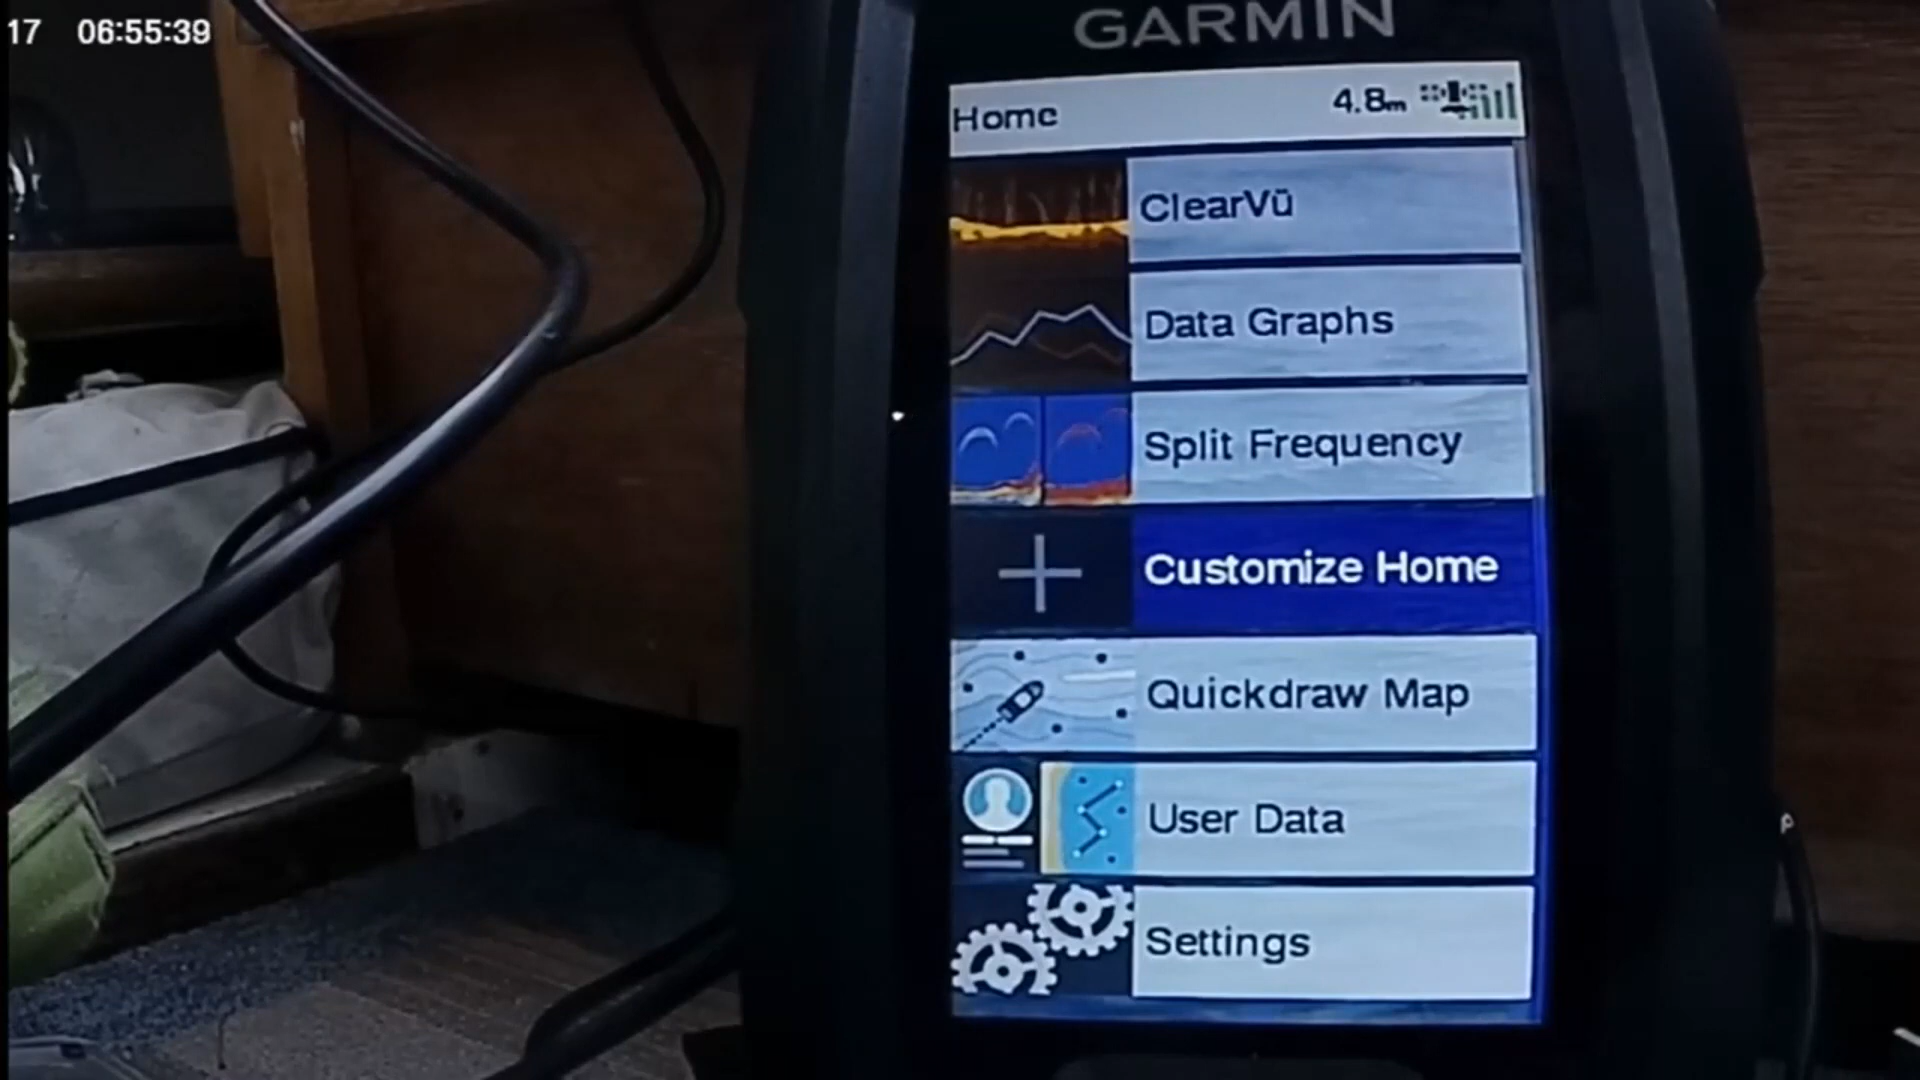 17 06:55:39
GARMIN
Home 4.8m
ClearVü
Data Graphs
Split Frequency
Customize Home
Quickdraw Map
User Data
Settings